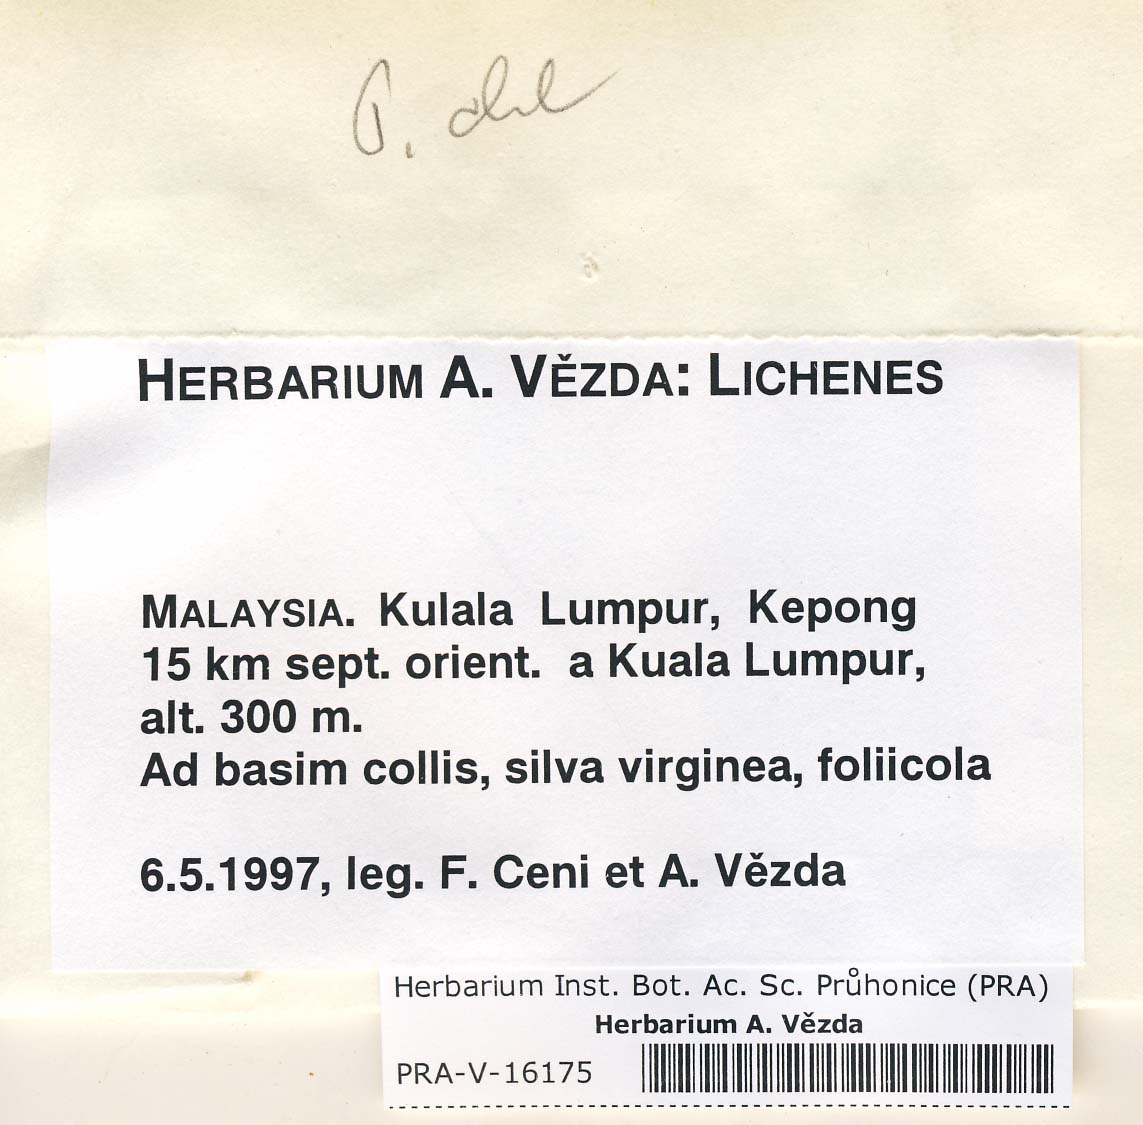 HERBARIUM A. VĚZDA: LICHENES
MALAYSIA. Kulala Lumpur, Kepong
15 km sept. orient. a Kuala Lumpur,
alt. 300 m.
Ad basim collis, silva virginea, foliicola
6.5.1997, leg. F. Ceni et A. Vězda
Herbarium Inst. Bot. Ac. Sc. Průhonice (PRA)
Herbarium A. Vězda
PRA-V-16175